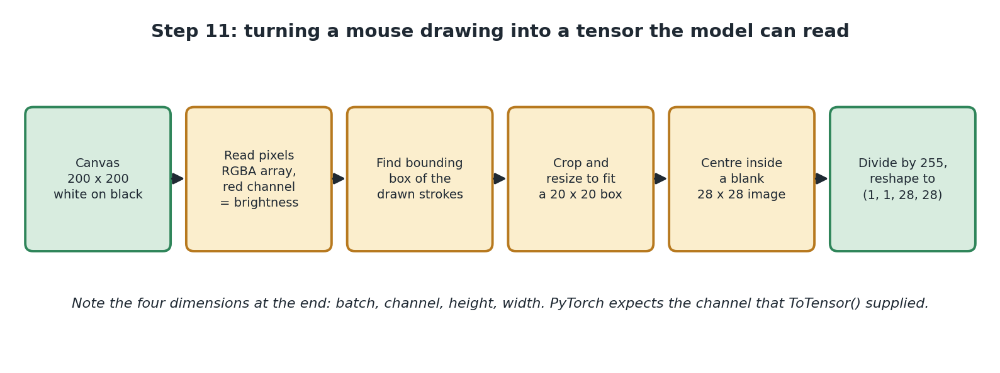 Step 11: turning a mouse drawing into a tensor the model can read
Canvas
200 x 200
white on black
Read pixels
RGBA array,
red channel
= brightness
Find bounding
box of the
drawn strokes
Crop and
resize to fit
a 20 x 20 box
Centre inside
a blank
28 x 28 image
Divide by 255,
reshape to
(1, 1, 28, 28)
Note the four dimensions at the end: batch, channel, height, width. PyTorch expects the channel that ToTensor() supplied.